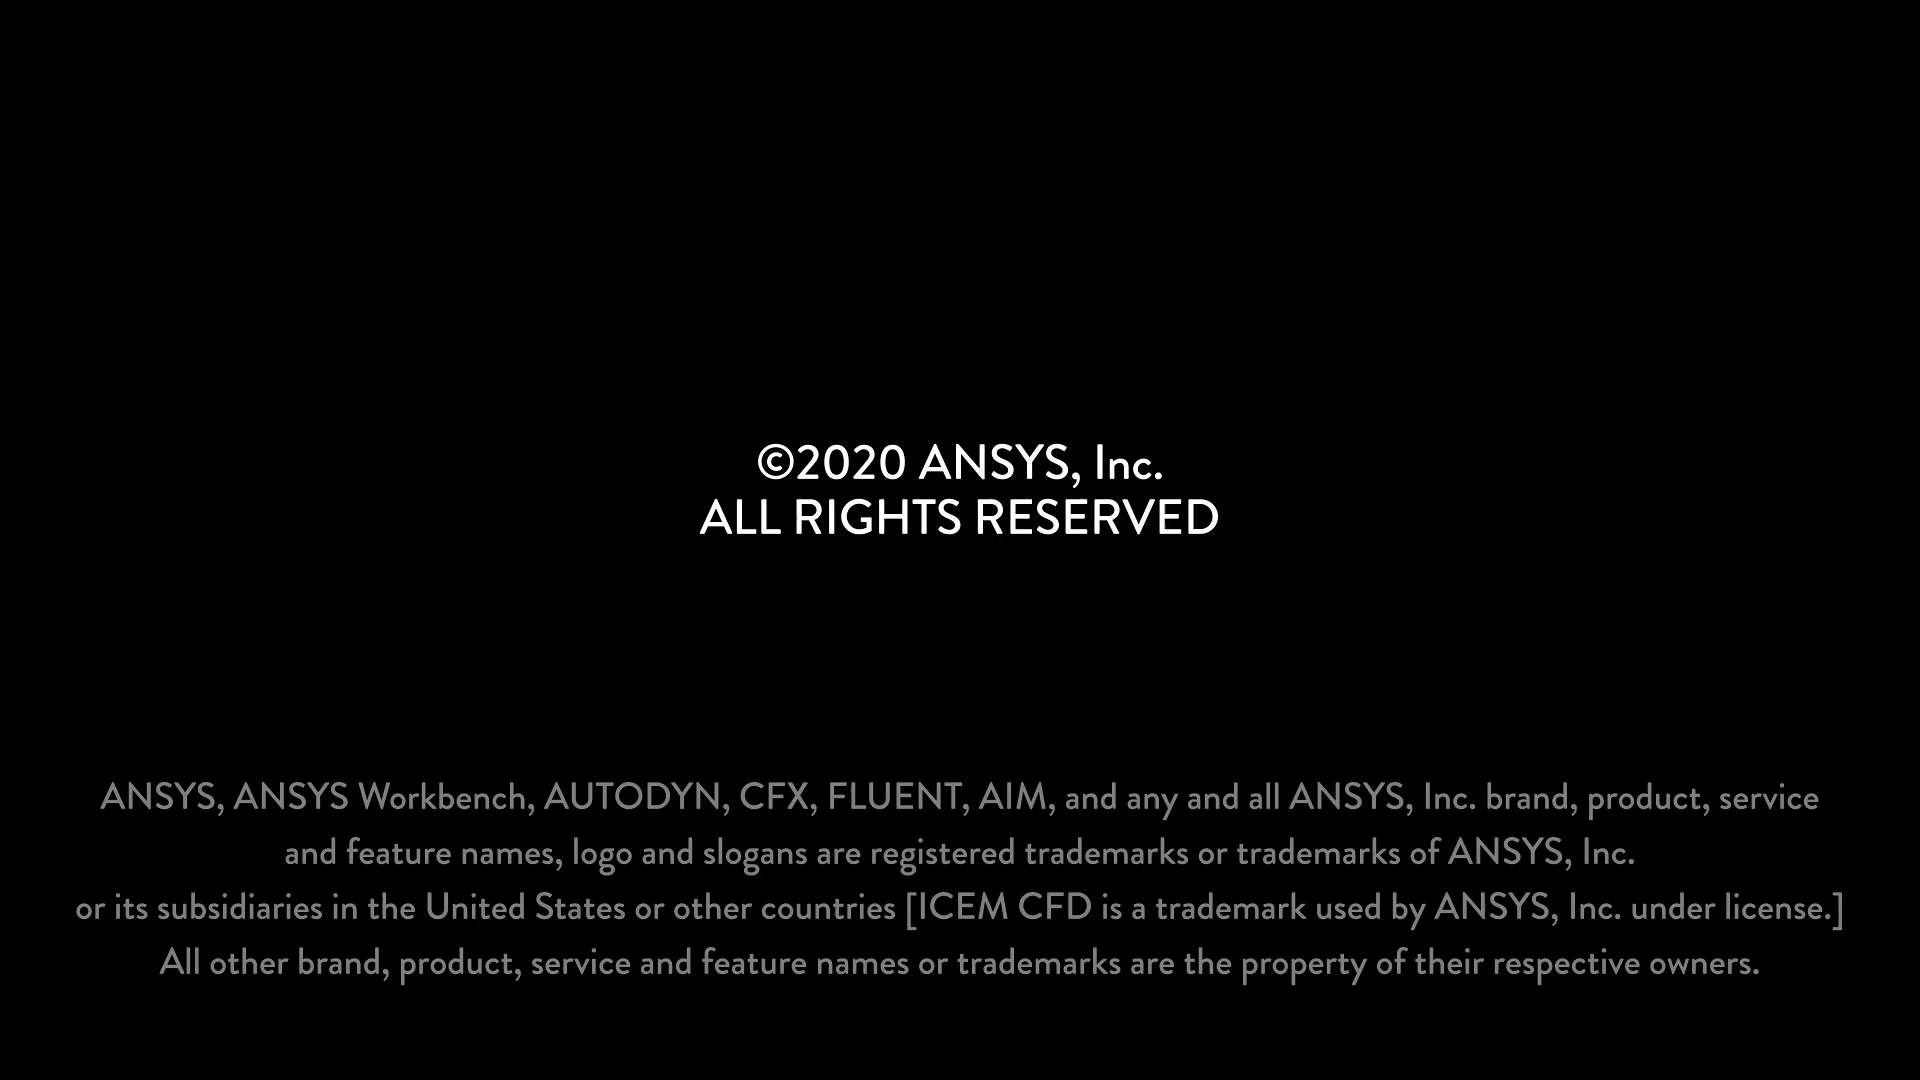 ©2020 ANSYS, Inc.
ALL RIGHTS RESERVED
ANSYS, ANSYS Workbench, AUTODYN, CFX, FLUENT, AIM, and any and all ANSYS, Inc. brand, product, service
and feature names, logo and slogans are registered trademarks or trademarks of ANSYS, Inc.
or its subsidiaries in the United States or other countries [ICEM CFD is a trademark used by ANSYS, Inc. under license.]
All other brand, product, service and feature names or trademarks are the property of their respective owners.